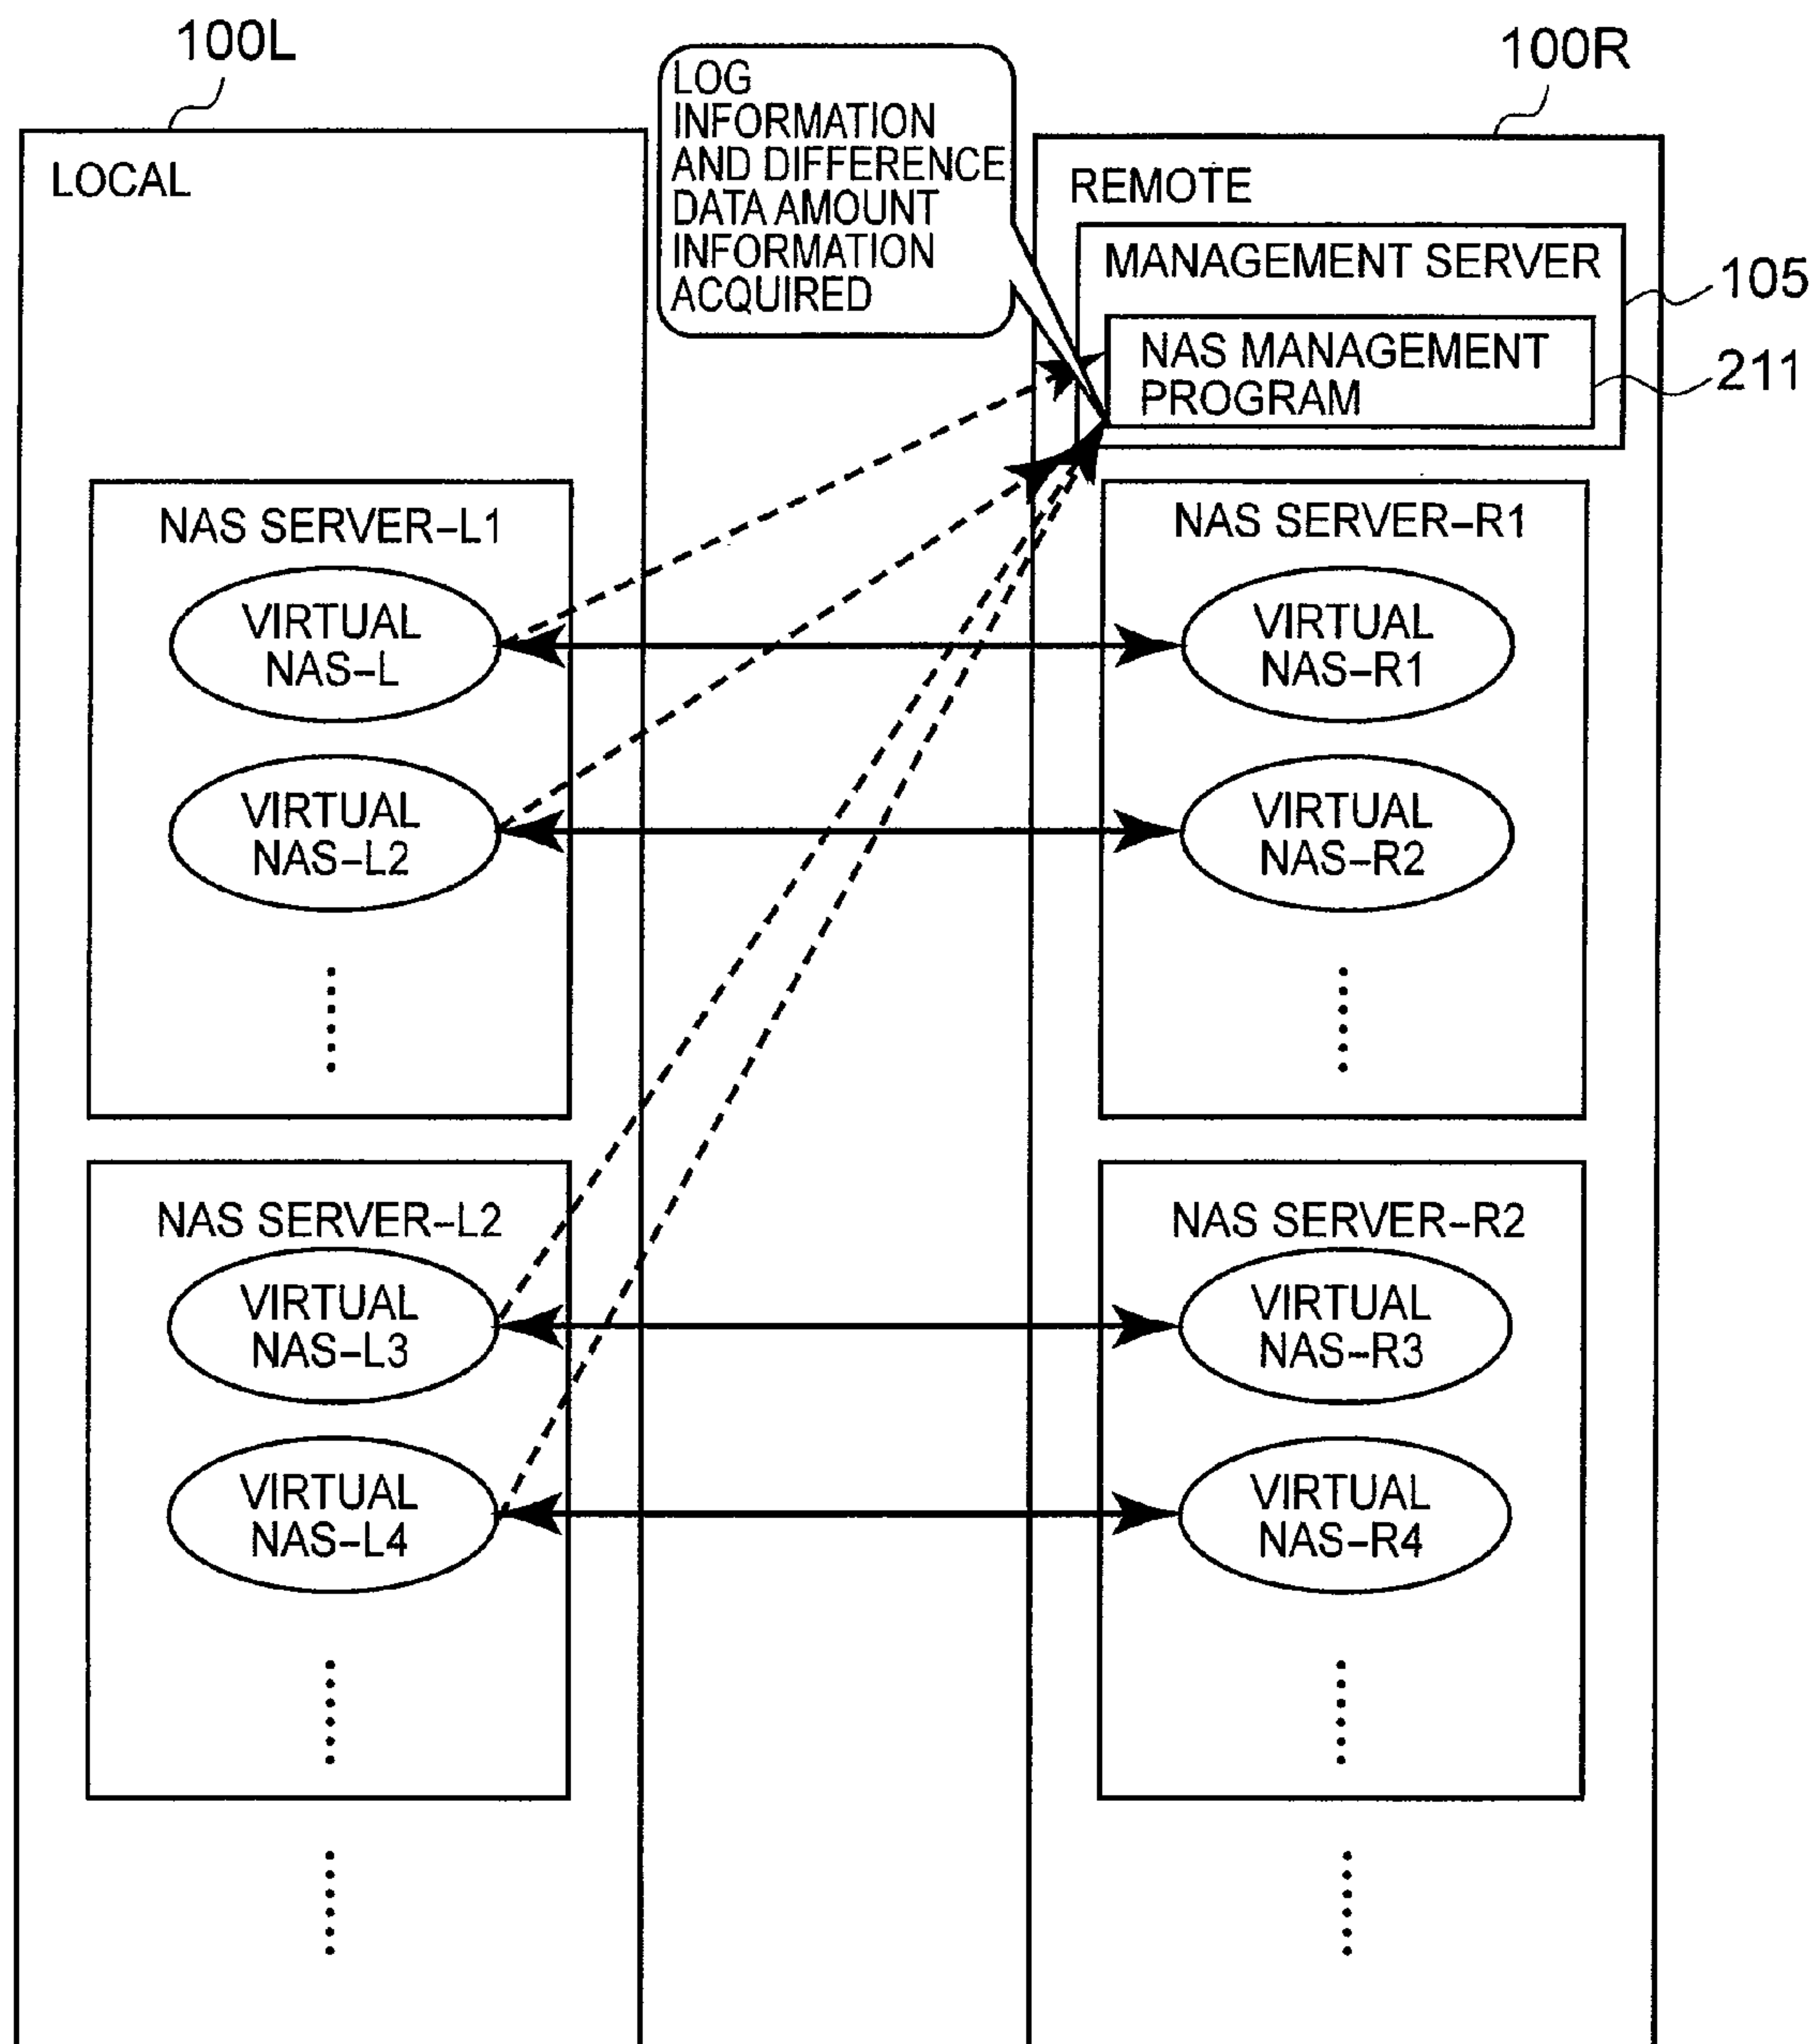 100L
100R
LOG
INFORMATION
AND DIFFERENCE
DATA AMOUNT
INFORMATION
ACQUIRED
LOCAL
REMOTE
MANAGEMENT SERVER
105
NAS MANAGEMENT
PROGRAM
211
NAS SERVER–L1
VIRTUAL
NAS–L
VIRTUAL
NAS–L2
NAS SERVER–R1
VIRTUAL
NAS–R1
VIRTUAL
NAS–R2
NAS SERVER–L2
VIRTUAL
NAS–L3
VIRTUAL
NAS–L4
NAS SERVER–R2
VIRTUAL
NAS–R3
VIRTUAL
NAS–R4